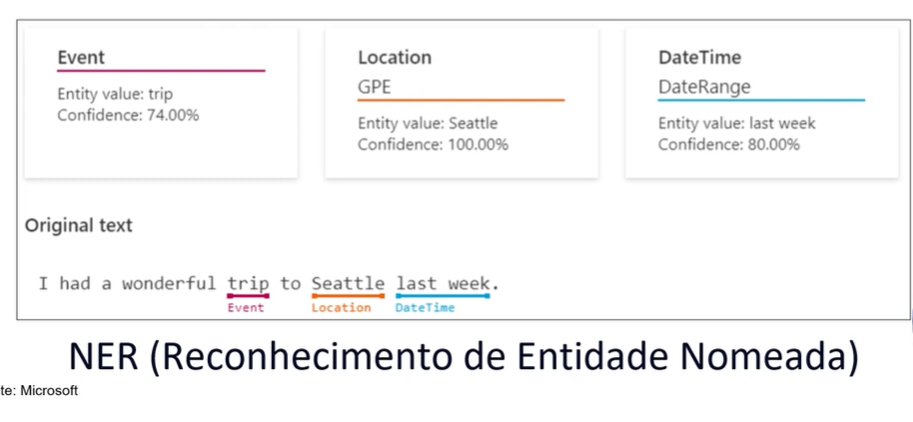 Event
Entity value: trip
Confidence: 74.00%
Location
GPE
Entity value: Seattle
Confidence: 100.00%
DateTime
DateRange
Entity value: last week
Confidence: 80.00%
Original text
I had a wonderful trip to Seattle last week.
Event Location DateTime
NER (Reconhecimento de Entidade Nomeada)
te: Microsoft